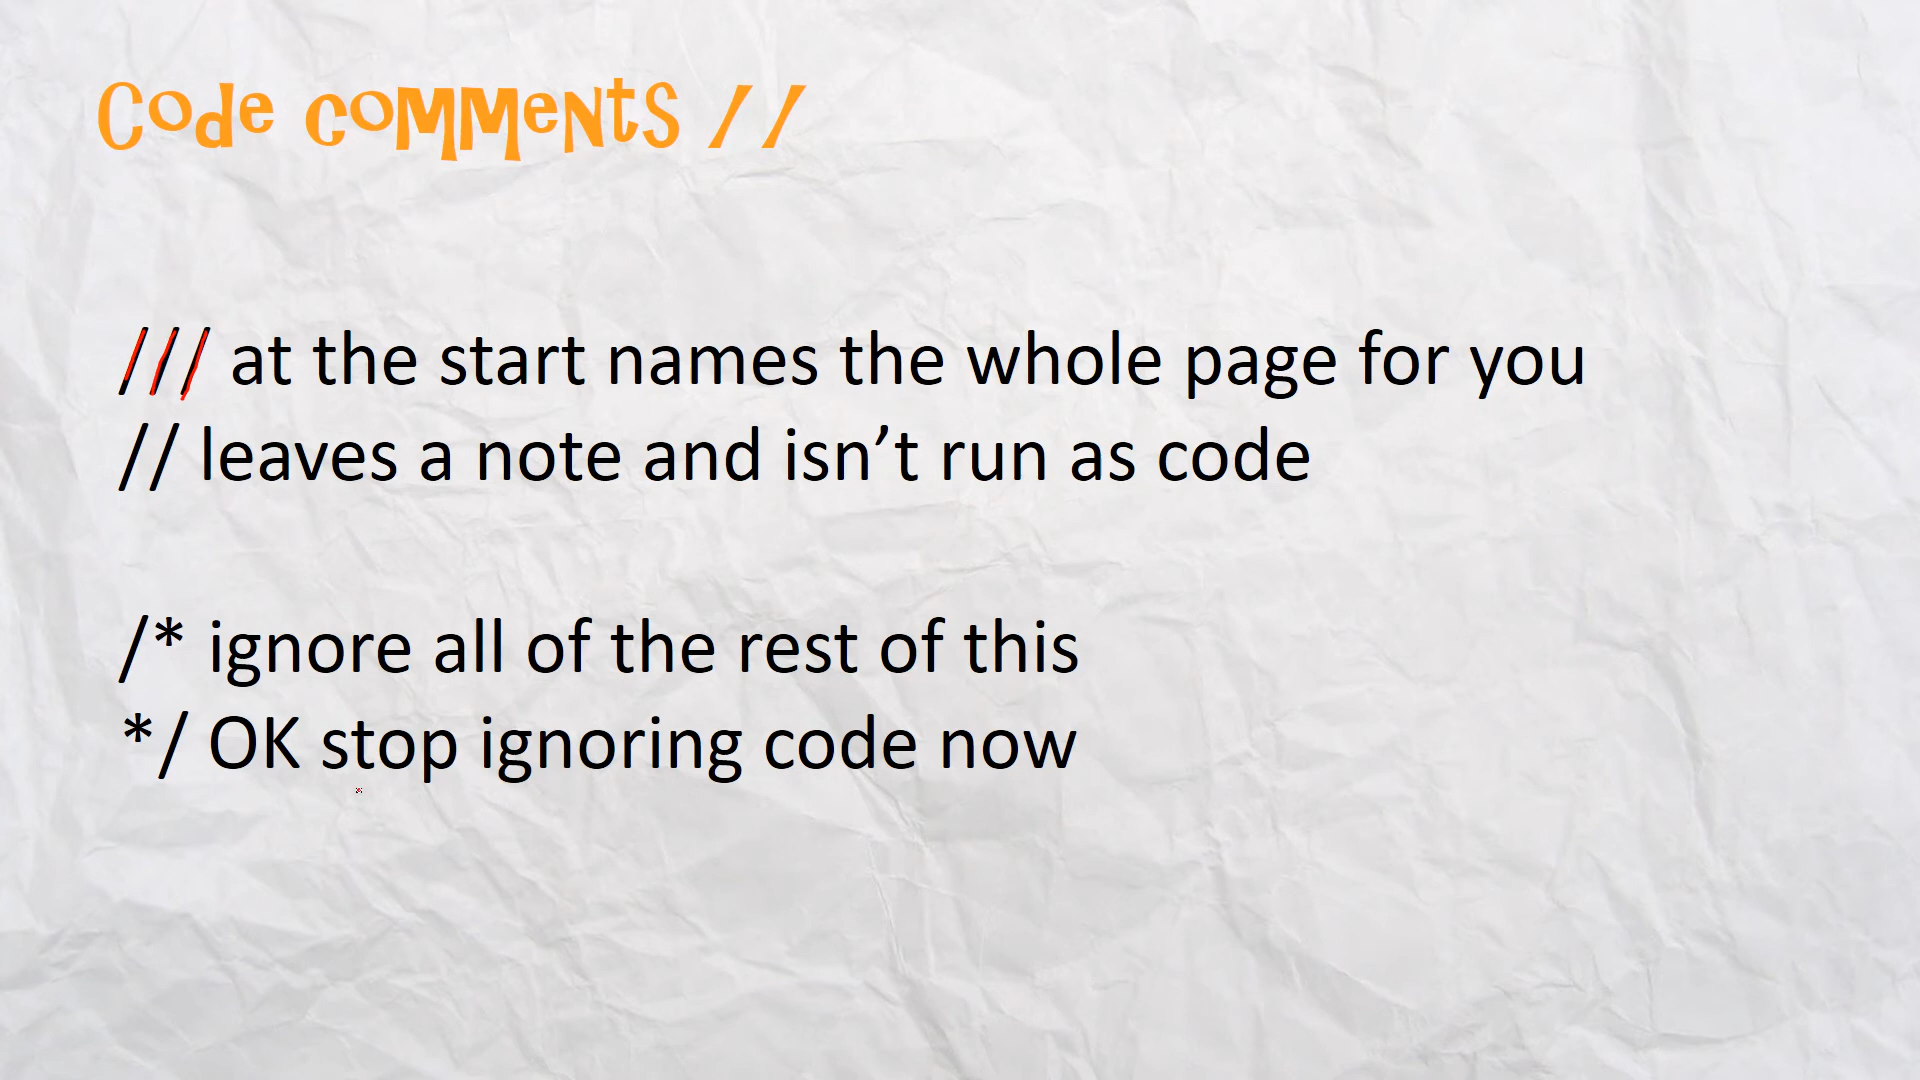 Code comments //
/// at the start names the whole page for you
// leaves a note and isn’t run as code
/* ignore all of the rest of this
*/ OK stop ignoring code now